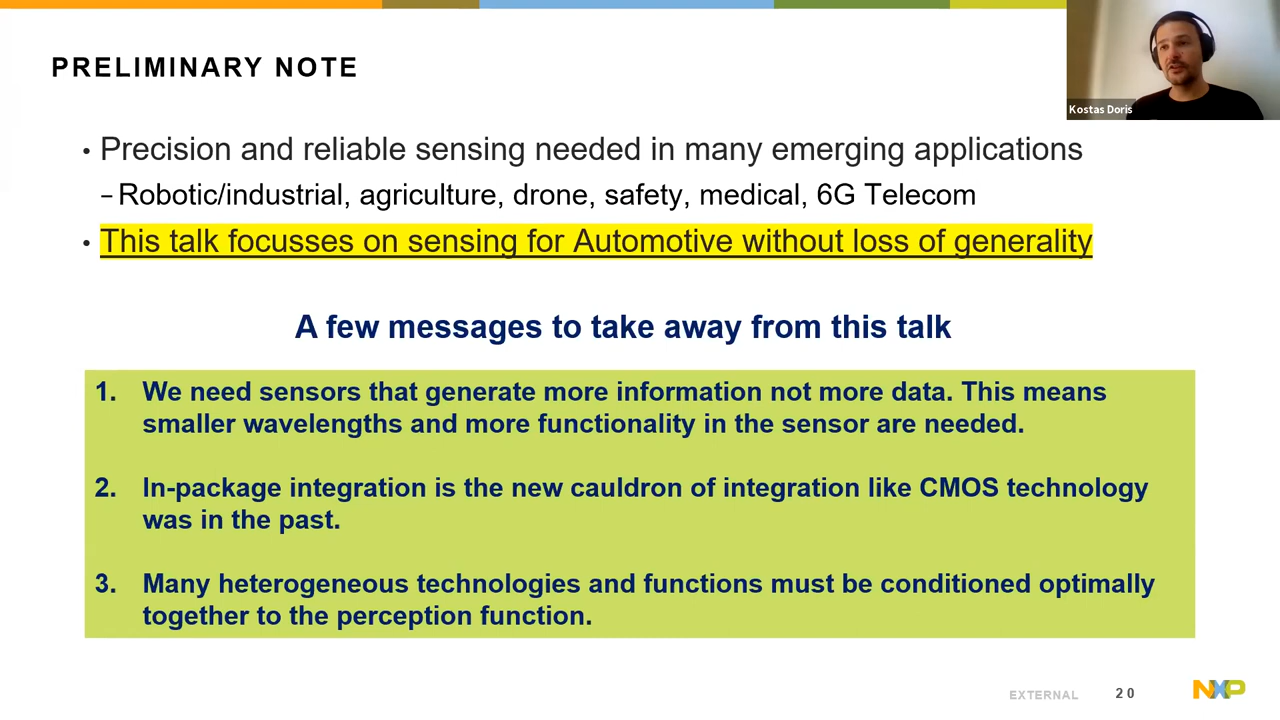 PRELIMINARY NOTE
Kostas Doris
• Precision and reliable sensing needed in many emerging applications
– Robotic/industrial, agriculture, drone, safety, medical, 6G Telecom
• This talk focusses on sensing for Automotive without loss of generality
A few messages to take away from this talk
1. We need sensors that generate more information not more data. This means
smaller wavelengths and more functionality in the sensor are needed.
2. In-package integration is the new cauldron of integration like CMOS technology
was in the past.
3. Many heterogeneous technologies and functions must be conditioned optimally
together to the perception function.
EXTERNAL 20
NXP